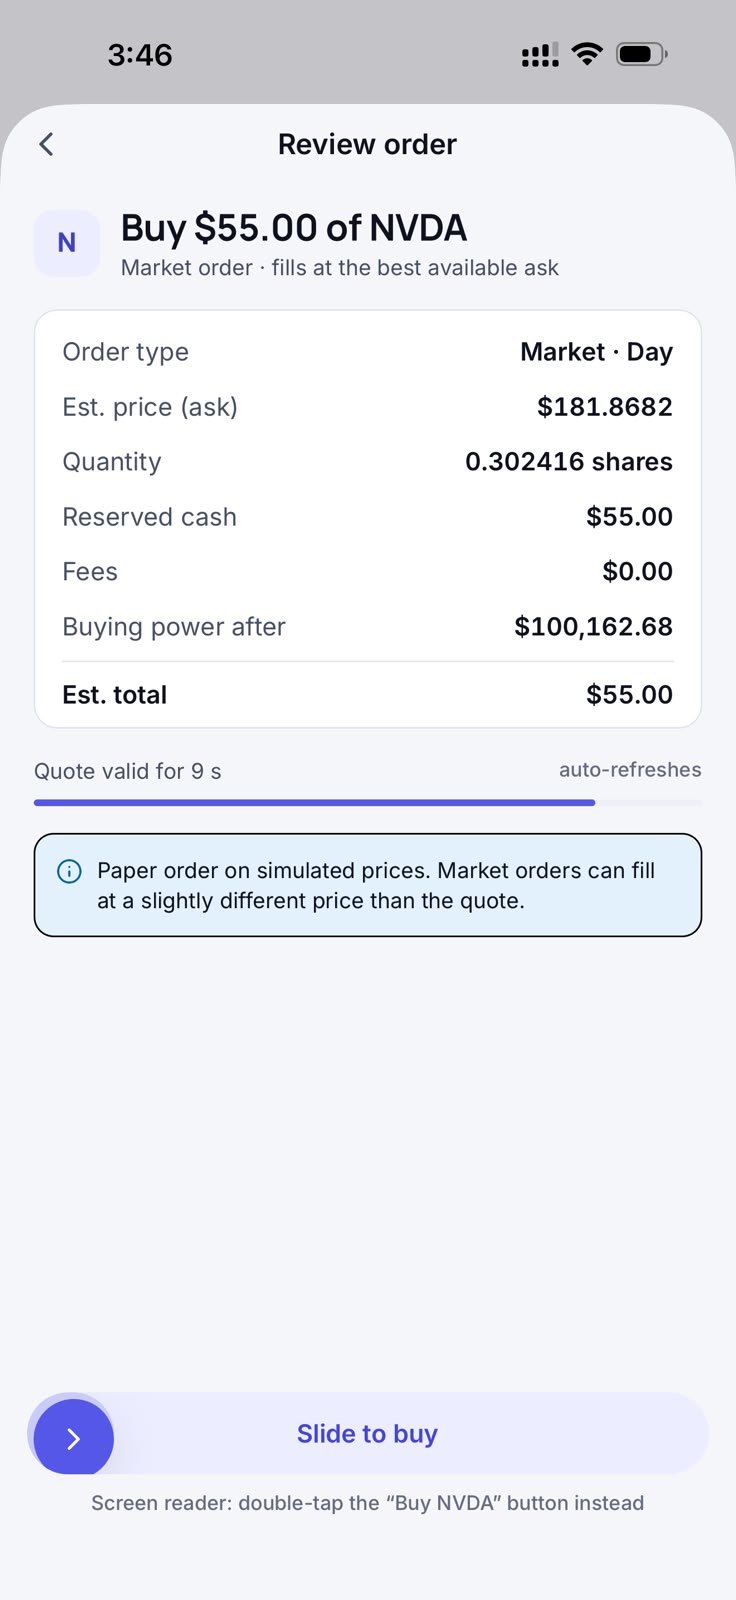 3:46
Review order
N
Buy $55.00 of NVDA
Market order · fills at the best available ask
Order type Market · Day
Est. price (ask) $181.8682
Quantity 0.302416 shares
Reserved cash $55.00
Fees $0.00
Buying power after $100,162.68
Est. total $55.00
Quote valid for 9 s auto-refreshes
Paper order on simulated prices. Market orders can fill
at a slightly different price than the quote.
Slide to buy
Screen reader: double-tap the “Buy NVDA” button instead